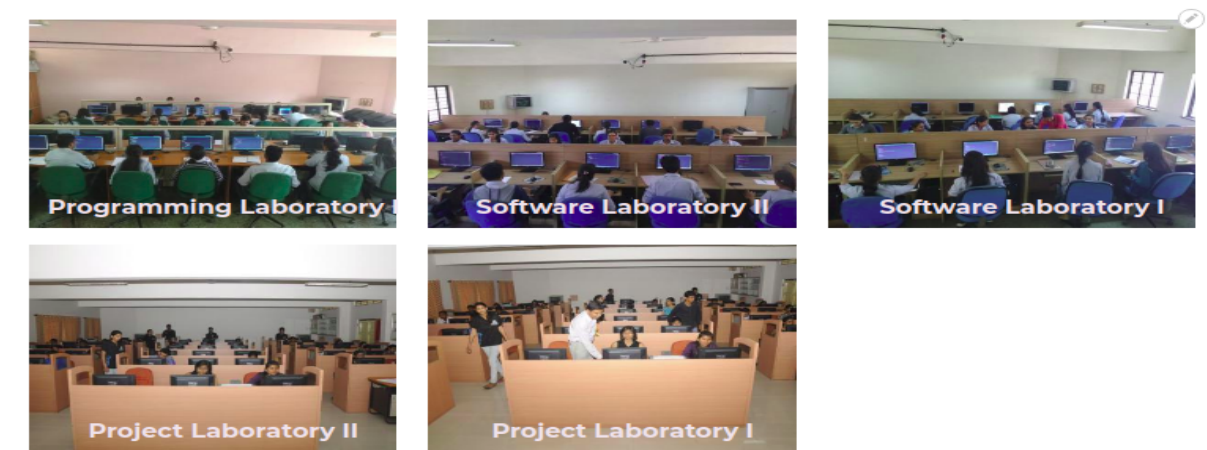 Programming Laboratory I
Software Laboratory II
Software Laboratory I
Project Laboratory II
Project Laboratory I